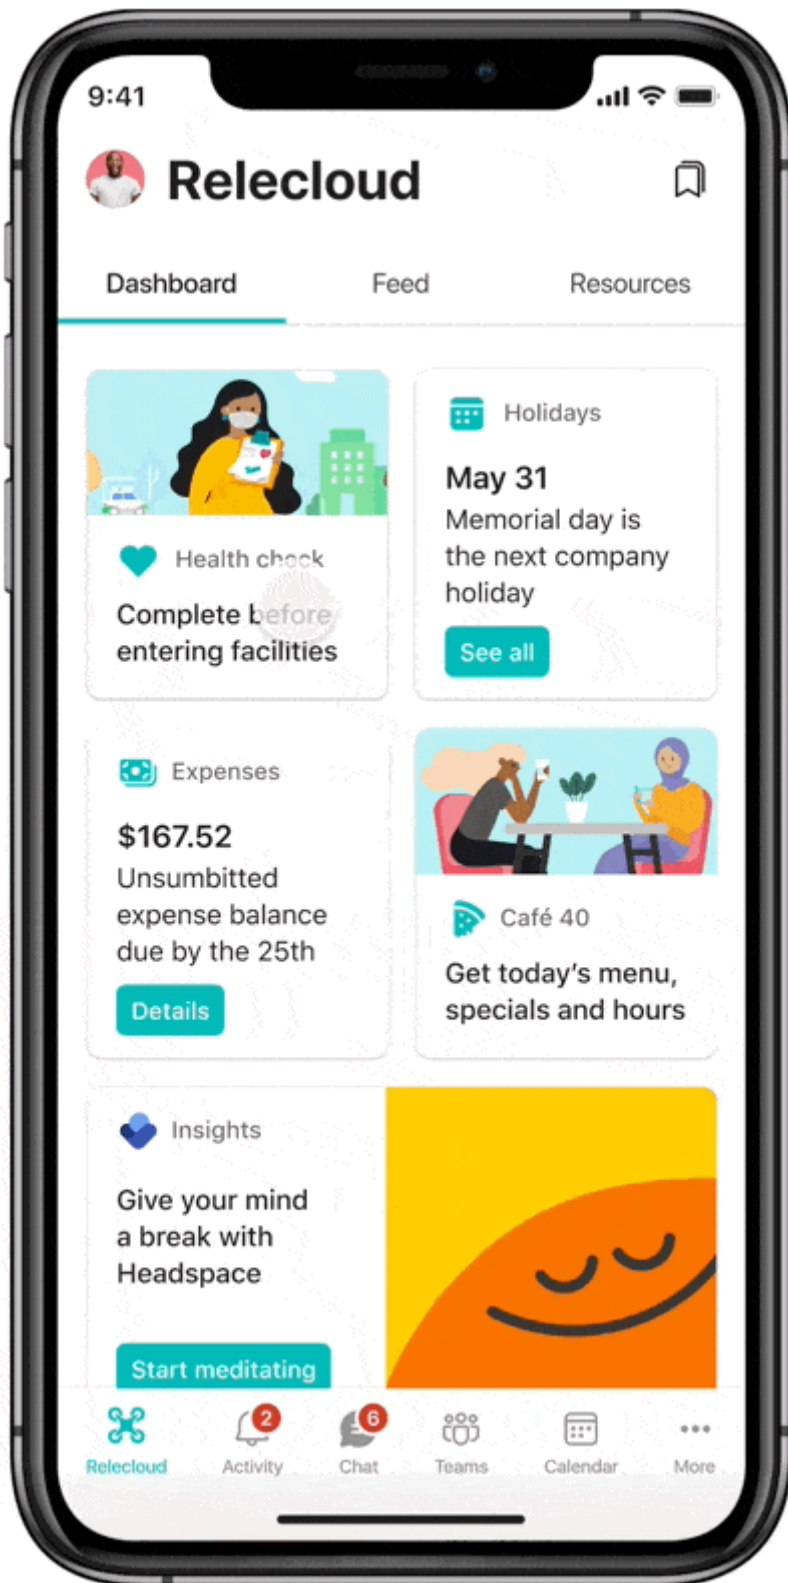 9:41
Relecloud
Dashboard
Feed
Resources
Health check
Complete before
entering facilities
Holidays
May 31
Memorial day is
the next company
holiday
See all
Expenses
$167.52
Unsumbitted
expense balance
due by the 25th
Details
Café 40
Get today's menu,
specials and hours
Insights
Give your mind
a break with
Headspace
Start meditating
Relecloud
2
Activity
6
Chat
Teams
Calendar
More